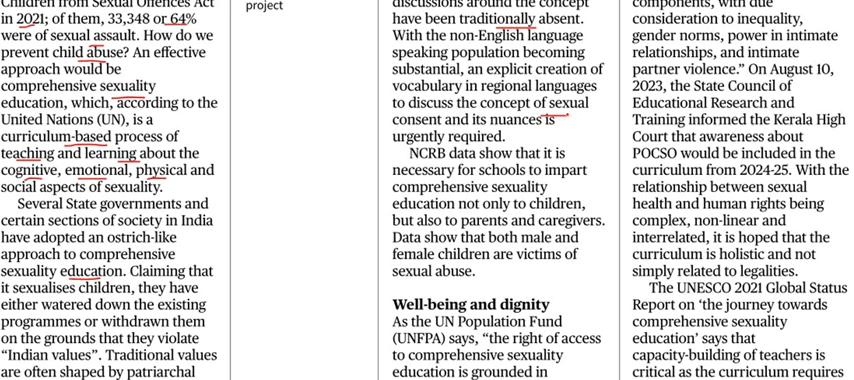 Children from Sexual Offences Act
in 2021; of them, 33,348 or 64%
were of sexual assault. How do we
prevent child abuse? An effective
approach would be
comprehensive sexuality
education, which, according to the
United Nations (UN), is a
curriculum-based process of
teaching and learning about the
cognitive, emotional, physical and
social aspects of sexuality.
Several State governments and
certain sections of society in India
have adopted an ostrich-like
approach to comprehensive
sexuality education. Claiming that
it sexualises children, they have
either watered down the existing
programmes or withdrawn them
on the grounds that they violate
“Indian values”. Traditional values
are often shaped by patriarchal
project
discussions around the concept
have been traditionally absent.
With the non-English language
speaking population becoming
substantial, an explicit creation of
vocabulary in regional languages
to discuss the concept of sexual
consent and its nuances is
urgently required.
NCRB data show that it is
necessary for schools to impart
comprehensive sexuality
education not only to children,
but also to parents and caregivers.
Data show that both male and
female children are victims of
sexual abuse.
Well-being and dignity
As the UN Population Fund
(UNFPA) says, “the right of access
to comprehensive sexuality
education is grounded in
components, with due
consideration to inequality,
gender norms, power in intimate
relationships, and intimate
partner violence.” On August 10,
2023, the State Council of
Educational Research and
Training informed the Kerala High
Court that awareness about
POCSO would be included in the
curriculum from 2024-25. With the
relationship between sexual
health and human rights being
complex, non-linear and
interrelated, it is hoped that the
curriculum is holistic and not
simply related to legalities.
The UNESCO 2021 Global Status
Report on ‘the journey towards
comprehensive sexuality
education’ says that
capacity-building of teachers is
critical as the curriculum requires